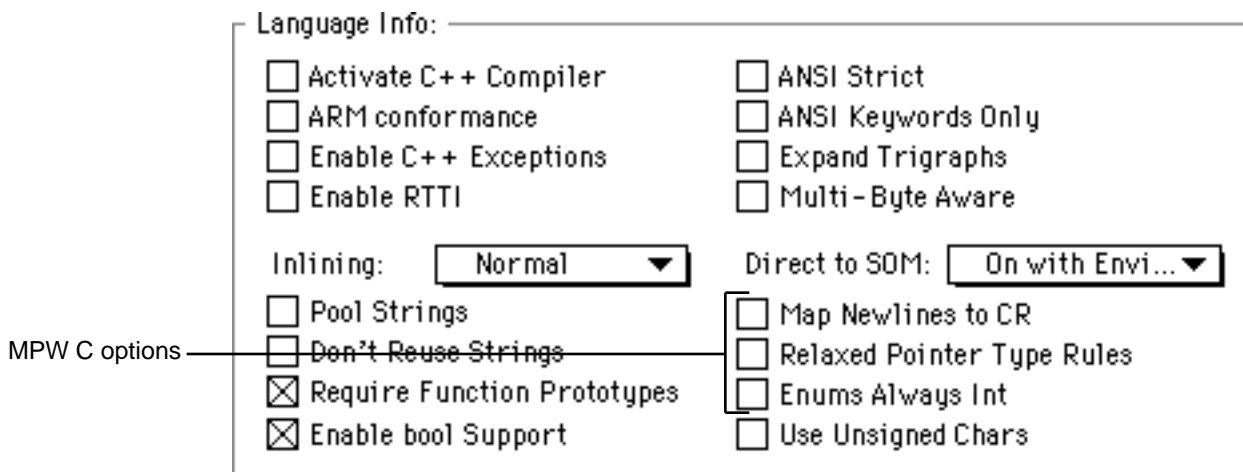 Language Info:
Activate C++ Compiler
ANSI Strict
ARM conformance
ANSI Keywords Only
Enable C++ Exceptions
Expand Trigraphs
Enable RTTI
Multi-Byte Aware
Inlining: Normal
Direct to SOM: On with Envi...
Pool Strings
Map Newlines to CR
MPW C options
Don't Reuse Strings
Relaxed Pointer Type Rules
Require Function Prototypes
Enums Always Int
Enable bool Support
Use Unsigned Chars